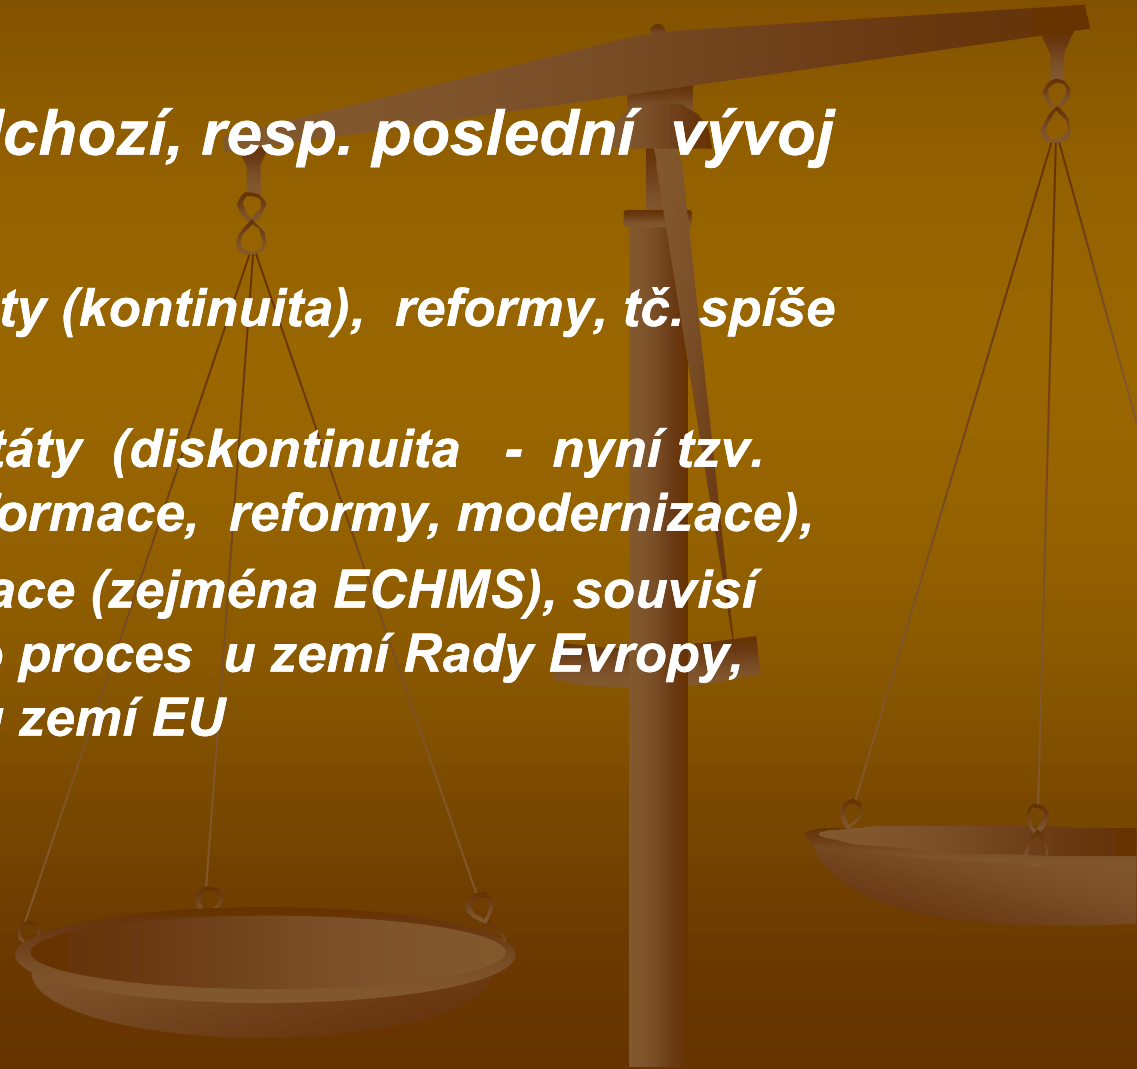 chozí, resp. poslední vývoj
ty (kontinuita), reformy, tč. spíše
táty (diskontinuita - nyní tzv.
formace, reformy, modernizace),
ace (zejména ECHMS), souvisí
proces u zemí Rady Evropy,
zemí EU